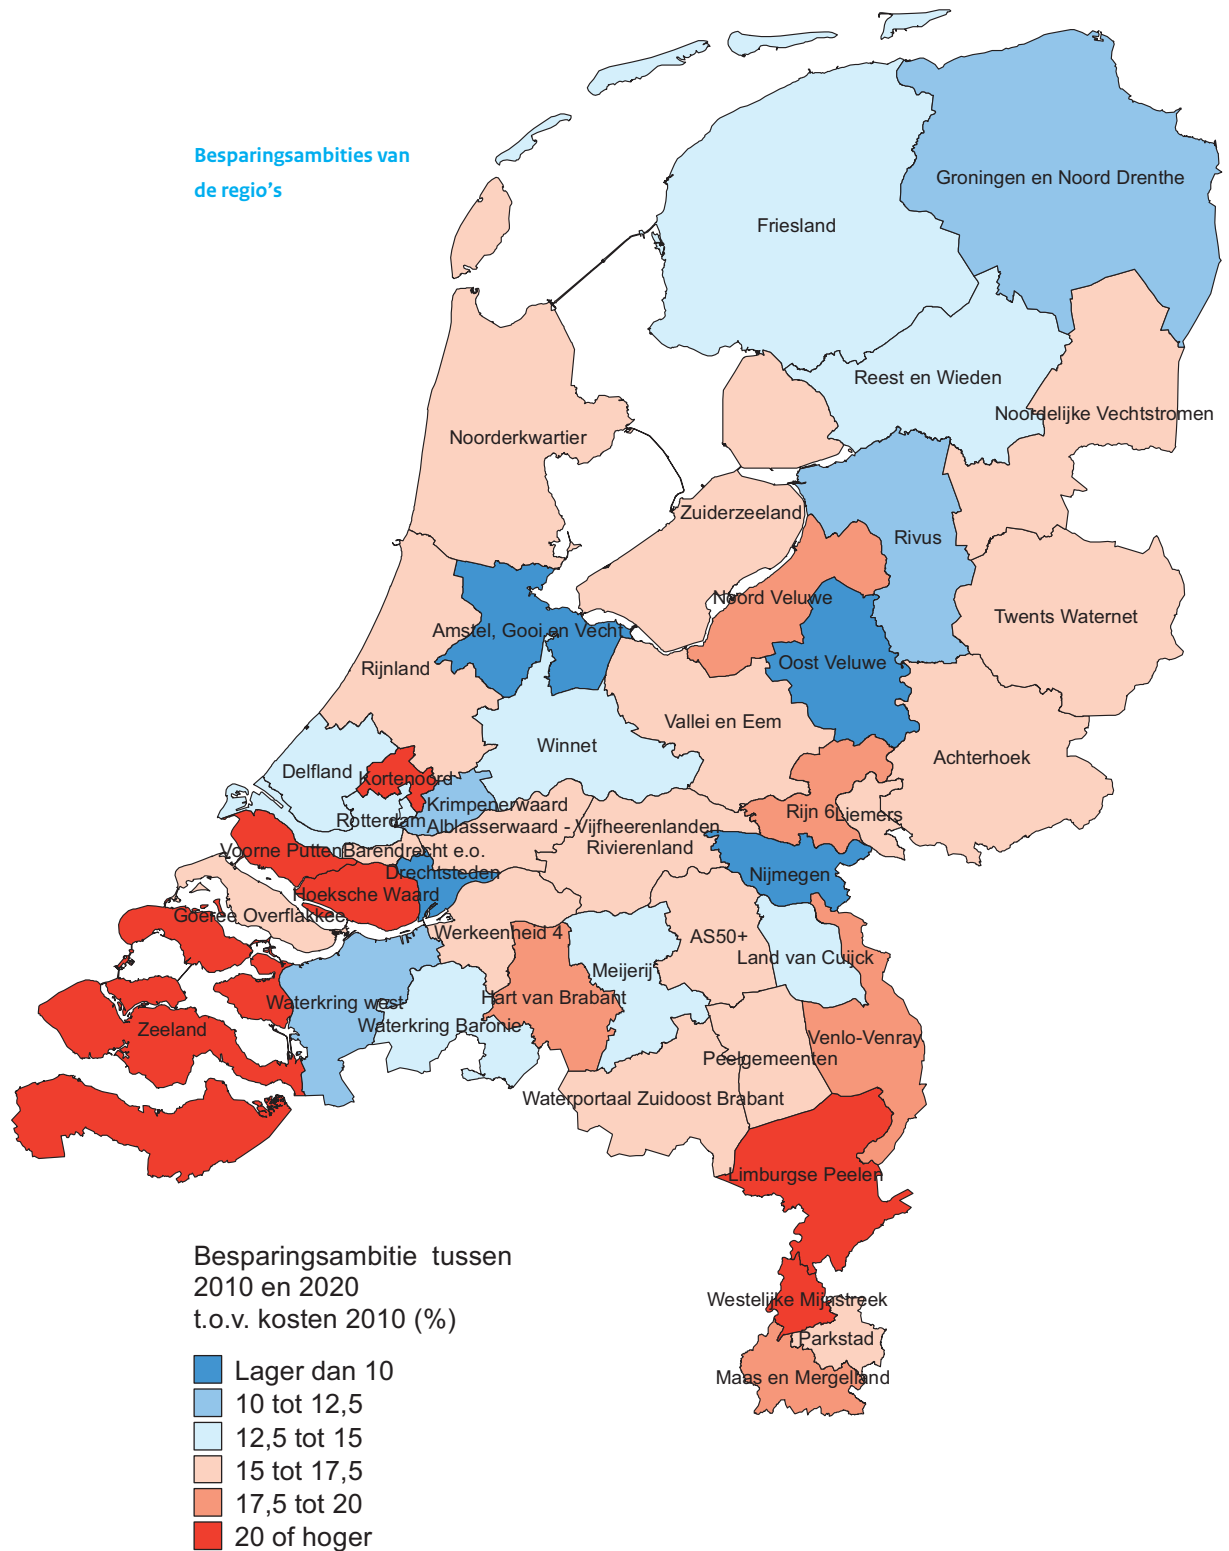 Besparingsambities van
de regio's
Groningen en Noord Drenthe
Friesland
Reest en Wieden
Noordelijke Vechtstromen
Noorderkwartier
Zuiderzeeland
Rivus
Noord Veluwe
Twents Waternet
Amstel, Gooi en Vecht
Oost Veluwe
Rijnland
Vallei en Eem
Winnet
Achterhoek
Delfland
Kortenoord
Krimpenerwaard
Rijn 6
Liemers
Rotterdam
Alblasserwaard - Vijfheerenlanden
Rivierenland
Voorne Putten
Barendrecht e.o.
Drechtsteden
Nijmegen
Hoeksche Waard
Goeree Overflakkee
Werkeenheid 4
AS50+
Land van Cuijck
Meijerij
Hart van Brabant
Waterkring west
Waterkring Baronie
Zeeland
Venlo-Venray
Peelgemeenten
Waterportaal Zuidoost Brabant
Limburgse Peelen
Westelijke Mijnstreek
Parkstad
Maas en Mergelland
Besparingsambitie tussen
2010 en 2020
t.o.v. kosten 2010 (%)
Lager dan 10
10 tot 12,5
12,5 tot 15
15 tot 17,5
17,5 tot 20
20 of hoger